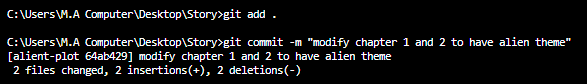 C:\Users\M.A Computer\Desktop\Story>git add .
C:\Users\M.A Computer\Desktop\Story>git commit -m "modify chapter 1 and 2 to have alien theme"
[alient-plot 64ab429] modify chapter 1 and 2 to have alien theme
2 files changed, 2 insertions(+), 2 deletions(-)